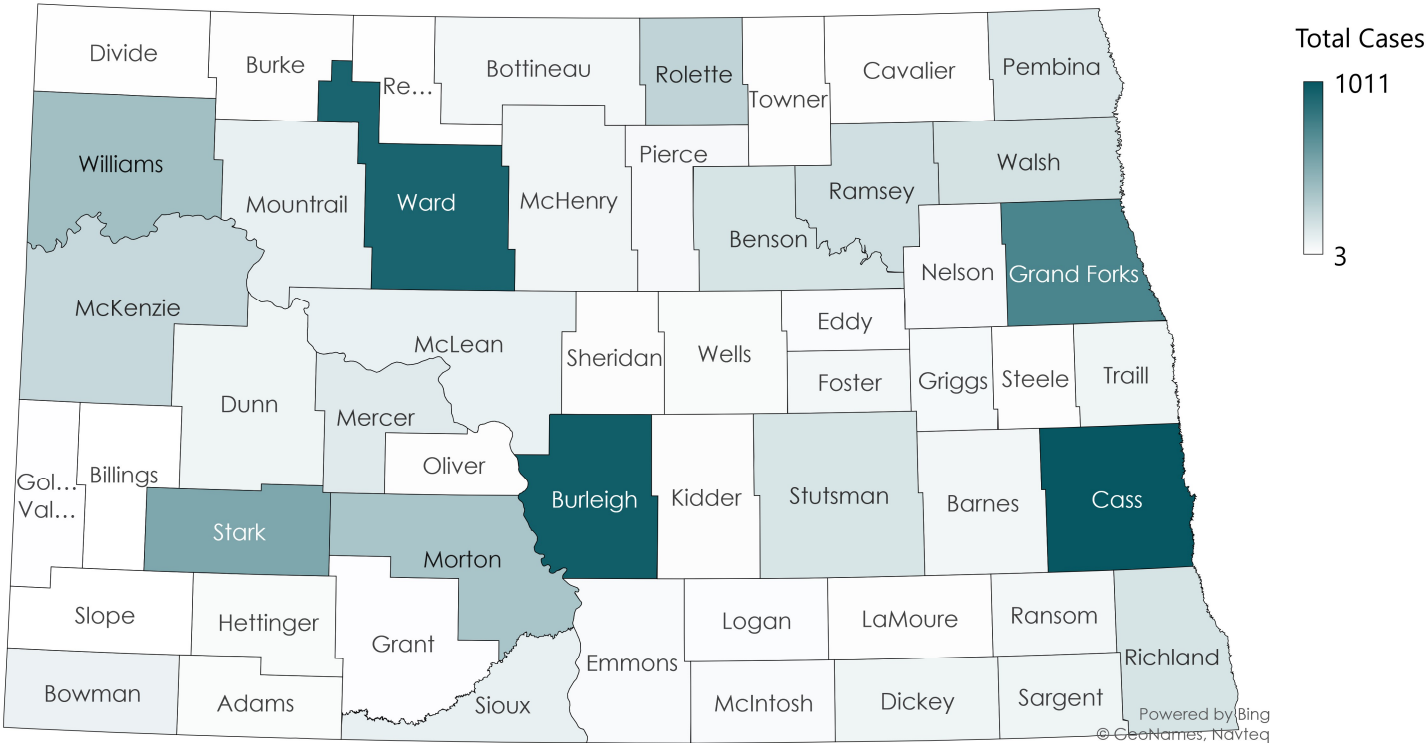 Total Cases
1011
3
Divide
Burke
Re...
Bottineau
Rolette
Towner
Cavalier
Pembina
Williams
Mountrail
Ward
McHenry
Pierce
Benson
Ramsey
Walsh
Nelson
Grand Forks
McKenzie
Dunn
McLean
Mercer
Sheridan
Wells
Eddy
Foster
Griggs
Steele
Traill
Gol...
Val...
Billings
Oliver
Stark
Morton
Burleigh
Kidder
Stutsman
Barnes
Cass
Slope
Hettinger
Grant
Bowman
Adams
Sioux
Emmons
Logan
LaMoure
Ransom
Richland
McIntosh
Dickey
Sargent
Powered by Bing
© GeoNames, Navteq